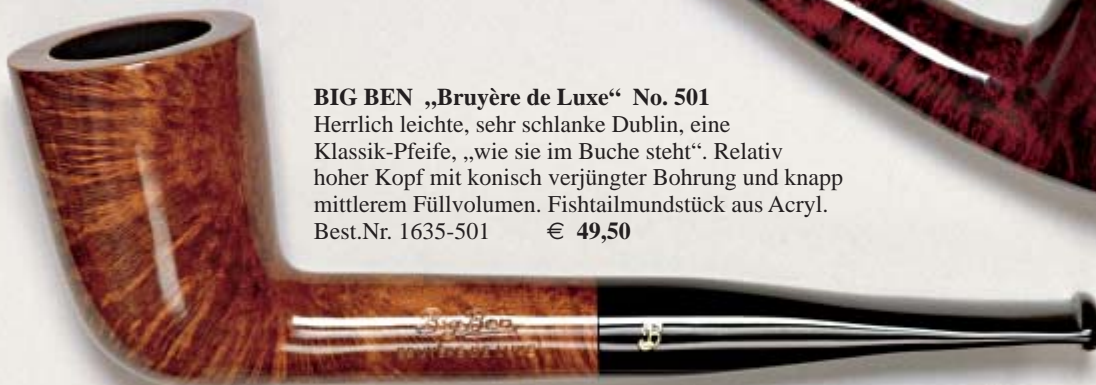 BIG BEN „Bruyère de Luxe“ No. 501
Herrlich leichte, sehr schlanke Dublin, eine
Klassik-Pfeife, „wie sie im Buche steht“. Relativ
hoher Kopf mit konisch verjüngter Bohrung und knapp
mittlerem Füllvolumen. Fishtailmundstück aus Acryl.
Best.Nr. 1635-501 € 49,50
Big Ben